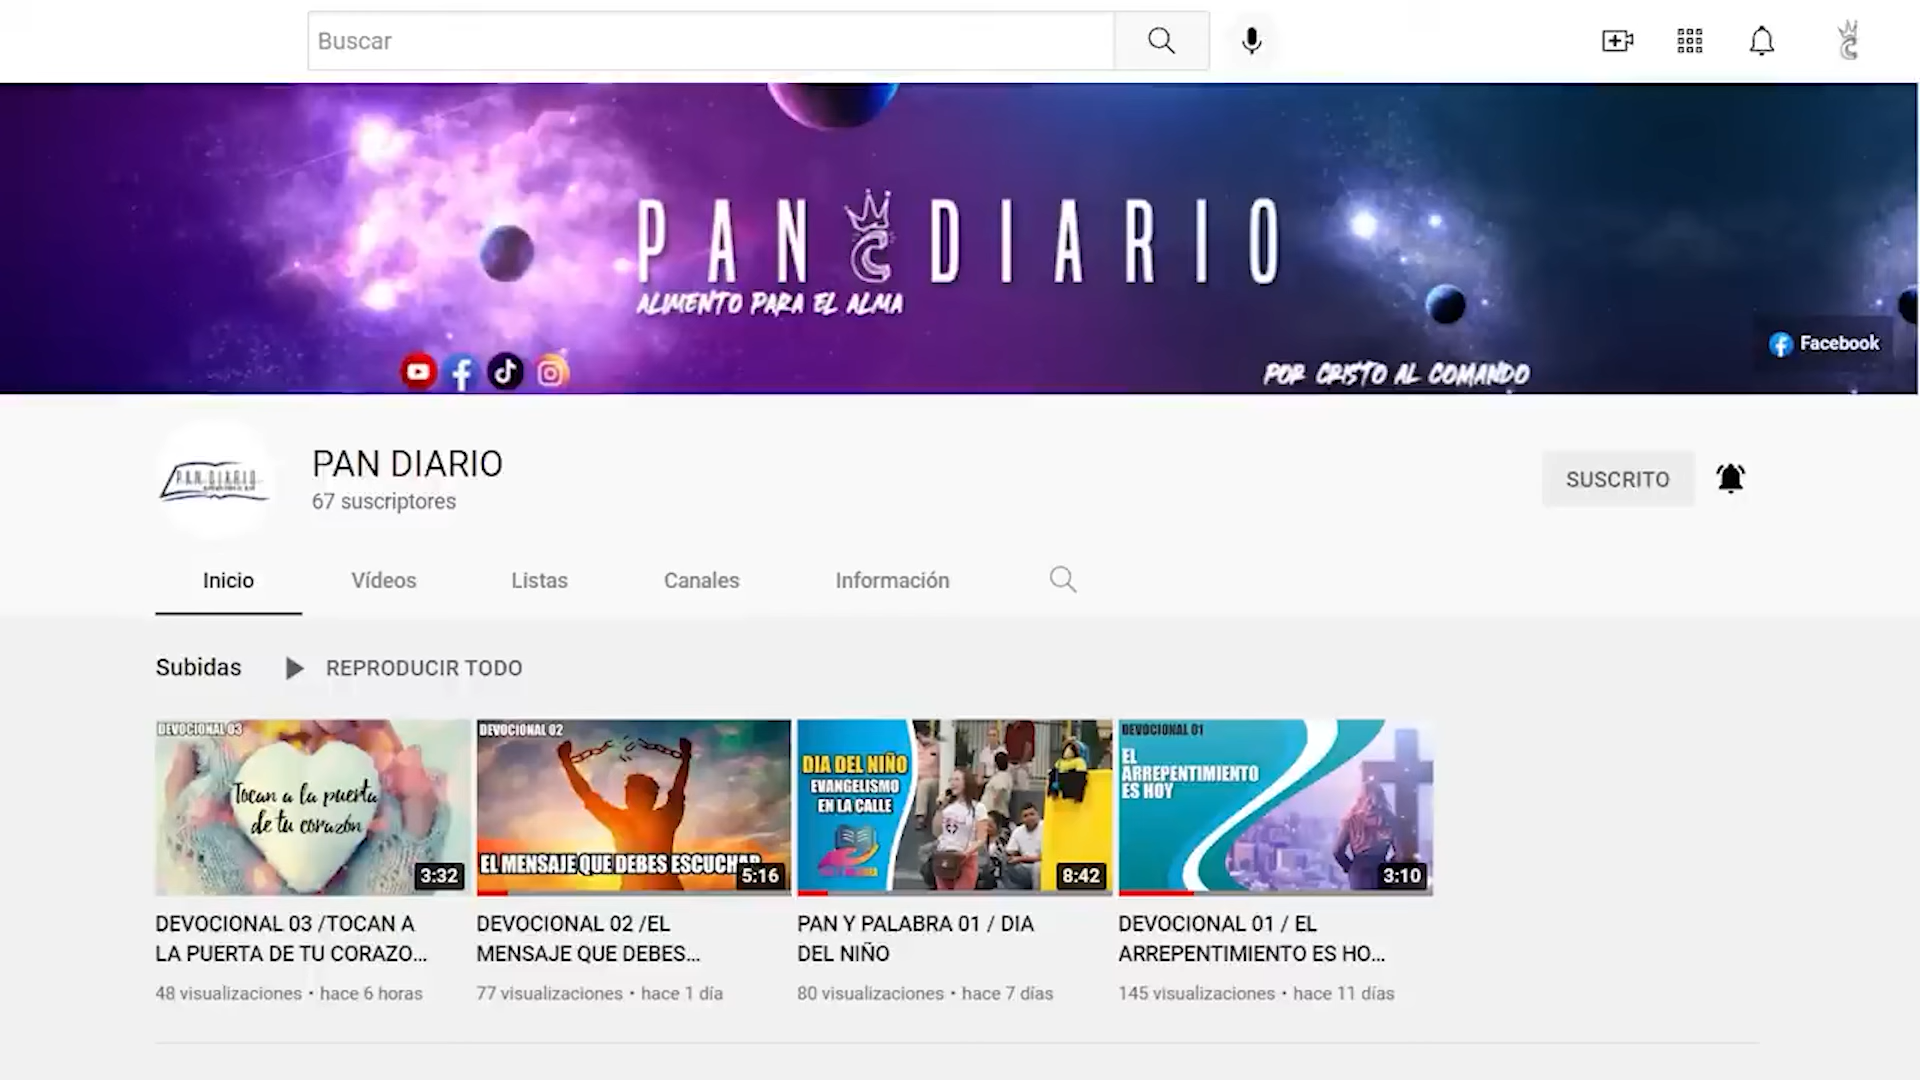 Buscar
PAN DIARIO
ALIMENTO PARA EL ALMA
POR CRISTO AL COMANDO
Facebook
PAN DIARIO
PAN DIARIO
67 suscriptores
SUSCRITO
Inicio
Vídeos
Listas
Canales
Información
Subidas
REPRODUCIR TODO
DEVOCIONAL 03
Tocan a la puerta
de tu corazón
3:32
DEVOCIONAL 02
EL MENSAJE QUE DEBES ESCUCHAR
5:16
DIA DEL NIÑO
EVANGELISMO
EN LA CALLE
8:42
DEVOCIONAL 01
EL
ARREPENTIMIENTO
ES HOY
3:10
DEVOCIONAL 03 /TOCAN A
LA PUERTA DE TU CORAZO...
48 visualizaciones • hace 6 horas
DEVOCIONAL 02 /EL
MENSAJE QUE DEBES...
77 visualizaciones • hace 1 día
PAN Y PALABRA 01 / DIA
DEL NIÑO
80 visualizaciones • hace 7 días
DEVOCIONAL 01 / EL
ARREPENTIMIENTO ES HO...
145 visualizaciones • hace 11 días